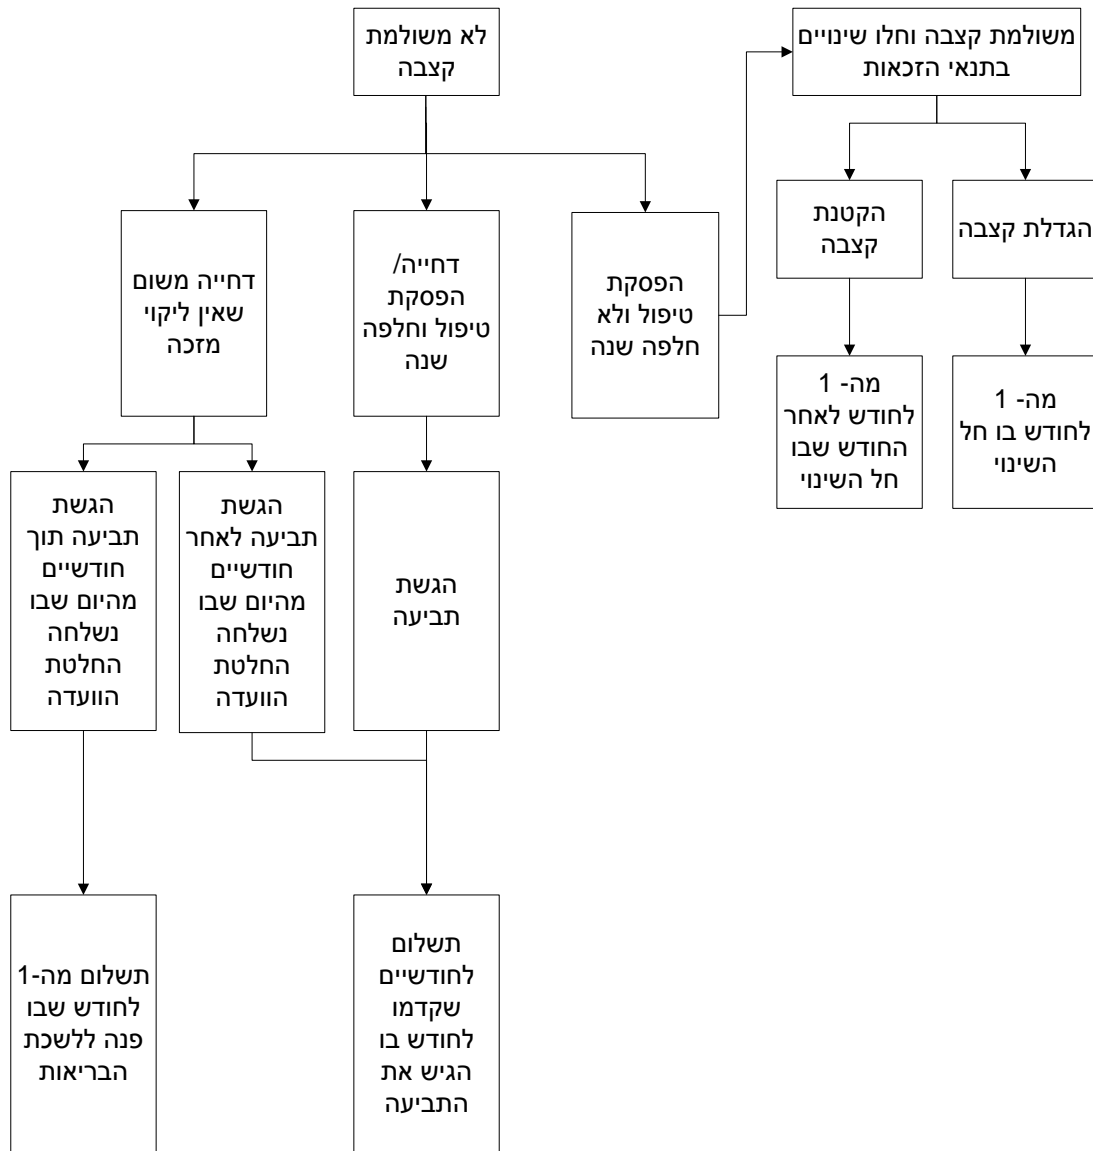 משולמת קצבה וחלו שינויים
בתנאי הזכאות
לא משולמת
קצבה
הגדלת קצבה
הקטנת
קצבה
הפסקת
טיפול ולא
חלפה שנה
דחייה/
הפסקת
טיפול וחלפה
שנה
דחייה משום
שאין ליקוי
מזכה
מה- 1
לחודש בו חל
השינוי
מה- 1
לחודש לאחר
החודש שבו
חל השינוי
הגשת
תביעה
הגשת
תביעה לאחר
חודשיים
מהיום שבו
נשלחה
החלטת
הוועדה
הגשת
תביעה תוך
חודשיים
מהיום שבו
נשלחה
החלטת
הוועדה
תשלום
לחודשיים
שקדמו
לחודש בו
הגיש את
התביעה
תשלום מה-1
לחודש שבו
פנה ללשכת
הבריאות